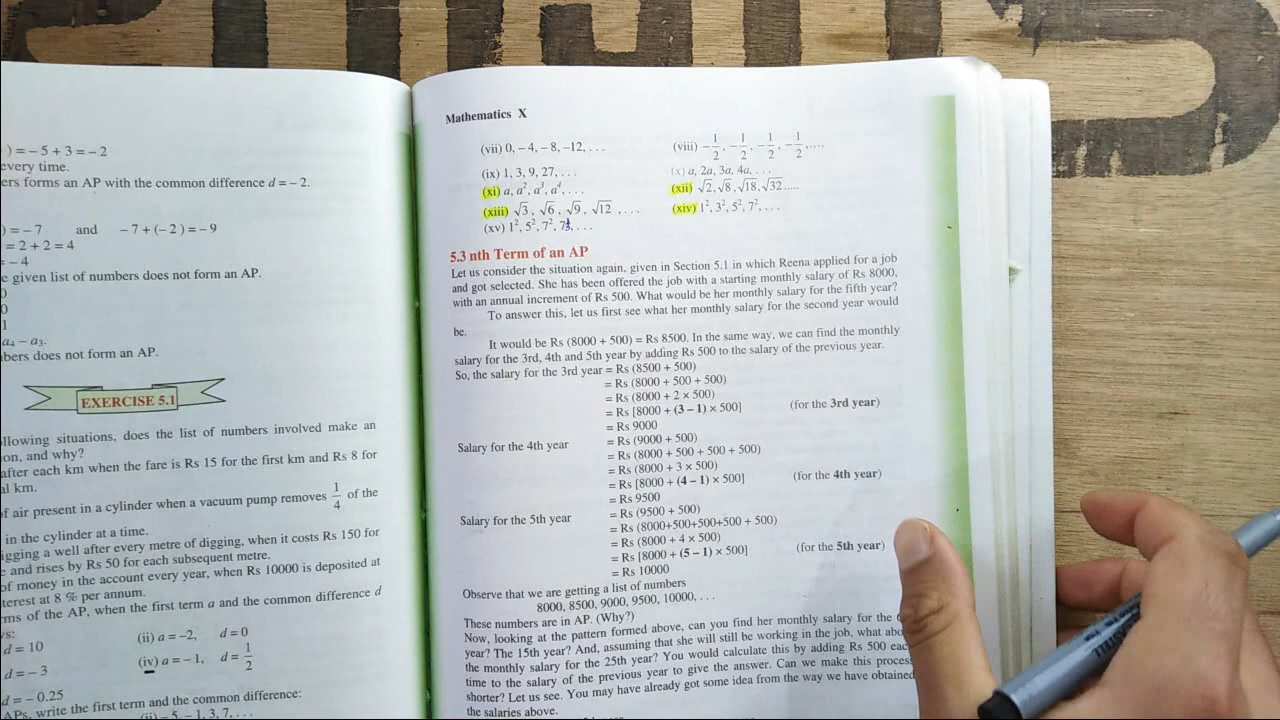 ) = – 5 + 3 = – 2
every time.
ers forms an AP with the common difference d = – 2.
) = – 7 and – 7 + ( – 2 ) = – 9
= 2 + 2 = 4
= – 4
e given list of numbers does not form an AP.
0
0
1
a₄ – a₃.
bers does not form an AP.
EXERCISE 5.1
llowing situations, does the list of numbers involved make an
on, and why?
after each km when the fare is Rs 15 for the first km and Rs 8 for
al km.
of air present in a cylinder when a vacuum pump removes 1/4 of the
in the cylinder at a time.
igging a well after every metre of digging, when it costs Rs 150 for
e and rises by Rs 50 for each subsequent metre.
of money in the account every year, when Rs 10000 is deposited at
terest at 8 % per annum.
ms of the AP, when the first term a and the common difference d
vs:
d = 10 (ii) a = –2, d = 0
d = – 3 (iv) a = – 1, d = 1/2
d = – 0.25
APs, write the first term and the common difference:
(ii) – 5, – 1, 3, 7, . . .
Mathematics X
(vii) 0, – 4, – 8, –12, . . . (viii) –1/2, –1/2, –1/2, –1/2, ....
(ix) 1, 3, 9, 27, . . . (x) a, 2a, 3a, 4a, . . .
(xi) a, a², a³, a⁴, . . . (xii) √2, √8, √18, √32 .....
(xiii) √3 , √6 , √9 , √12 , . . . (xiv) 1², 3², 5², 7², . . .
(xv) 1², 5², 7², 73, . . .
5.3 nth Term of an AP
Let us consider the situation again, given in Section 5.1 in which Reena applied for a job
and got selected. She has been offered the job with a starting monthly salary of Rs 8000,
with an annual increment of Rs 500. What would be her monthly salary for the fifth year?
To answer this, let us first see what her monthly salary for the second year would
be.
It would be Rs (8000 + 500) = Rs 8500. In the same way, we can find the monthly
salary for the 3rd, 4th and 5th year by adding Rs 500 to the salary of the previous year.
So, the salary for the 3rd year = Rs (8500 + 500)
= Rs (8000 + 500 + 500)
= Rs (8000 + 2 × 500)
= Rs [8000 + (3 – 1) × 500] (for the 3rd year)
= Rs 9000
Salary for the 4th year = Rs (9000 + 500)
= Rs (8000 + 500 + 500 + 500)
= Rs (8000 + 3 × 500)
= Rs [8000 + (4 – 1) × 500] (for the 4th year)
= Rs 9500
Salary for the 5th year = Rs (9500 + 500)
= Rs (8000+500+500+500 + 500)
= Rs (8000 + 4 × 500)
= Rs [8000 + (5 – 1) × 500] (for the 5th year)
= Rs 10000
Observe that we are getting a list of numbers
8000, 8500, 9000, 9500, 10000, . . .
These numbers are in AP. (Why?)
Now, looking at the pattern formed above, can you find her monthly salary for the
year? The 15th year? And, assuming that she will still be working in the job, what abo
the monthly salary for the 25th year? You would calculate this by adding Rs 500 eac
time to the salary of the previous year to give the answer. Can we make this process
shorter? Let us see. You may have already got some idea from the way we have obtained
the salaries above.